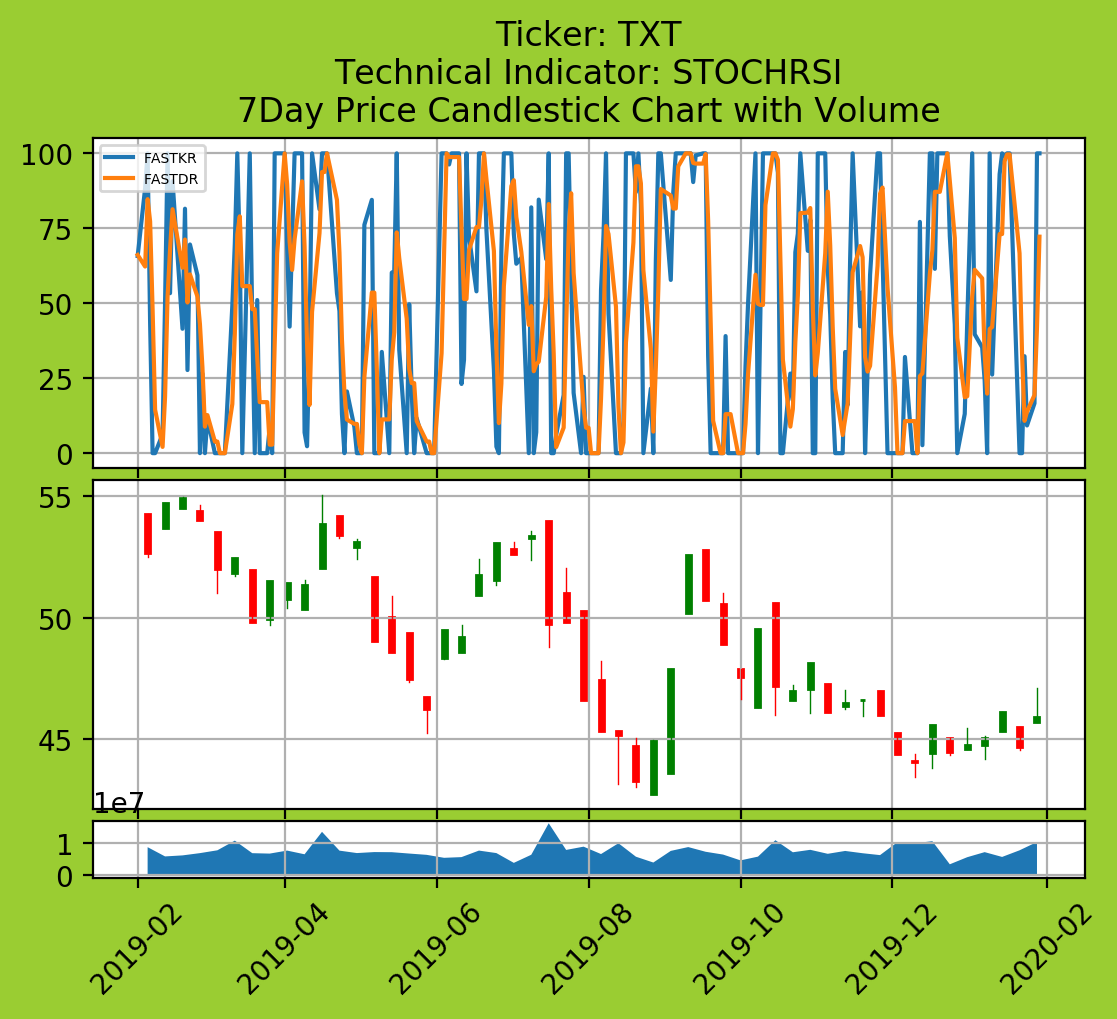 Ticker: TXT
Technical Indicator: STOCHRSI
7Day Price Candlestick Chart with Volume
100
75
50
25
0
FASTKR
FASTDR
55
50
45
1e7
1
0
2019-02
2019-04
2019-06
2019-08
2019-10
2019-12
2020-02